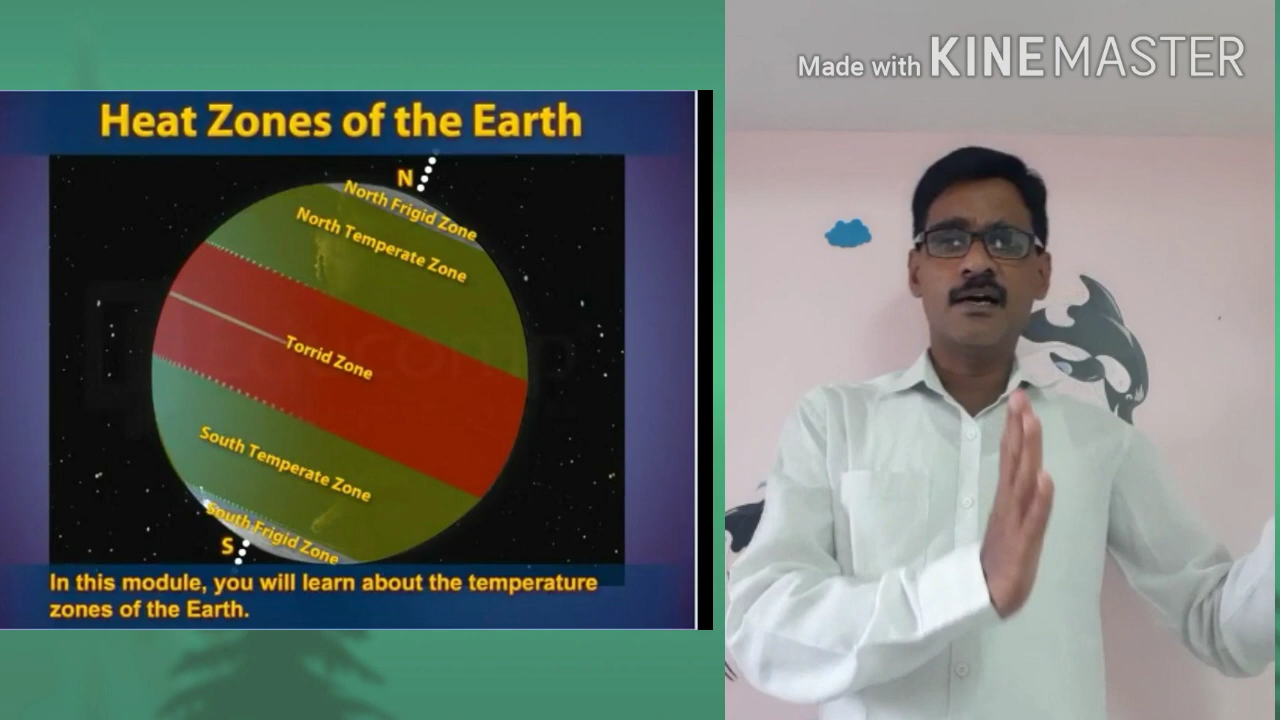 Heat Zones of the Earth
N
North Frigid Zone
North Temperate Zone
Torrid Zone
South Temperate Zone
South Frigid Zone
S
In this module, you will learn about the temperature
zones of the Earth.
Made with KINEMASTER